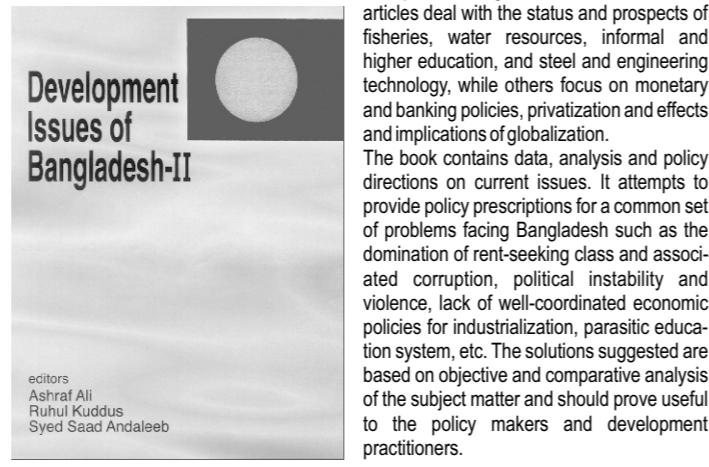 Development
Issues of
Bangladesh-II
editors
Ashraf Ali
Ruhul Kuddus
Syed Saad Andaleeb
articles deal with the status and prospects of
fisheries, water resources, informal and
higher education, and steel and engineering
technology, while others focus on monetary
and banking policies, privatization and effects
and implications of globalization.
The book contains data, analysis and policy
directions on current issues. It attempts to
provide policy prescriptions for a common set
of problems facing Bangladesh such as the
domination of rent-seeking class and associ-
ated corruption, political instability and
violence, lack of well-coordinated economic
policies for industrialization, parasitic educa-
tion system, etc. The solutions suggested are
based on objective and comparative analysis
of the subject matter and should prove useful
to the policy makers and development
practitioners.